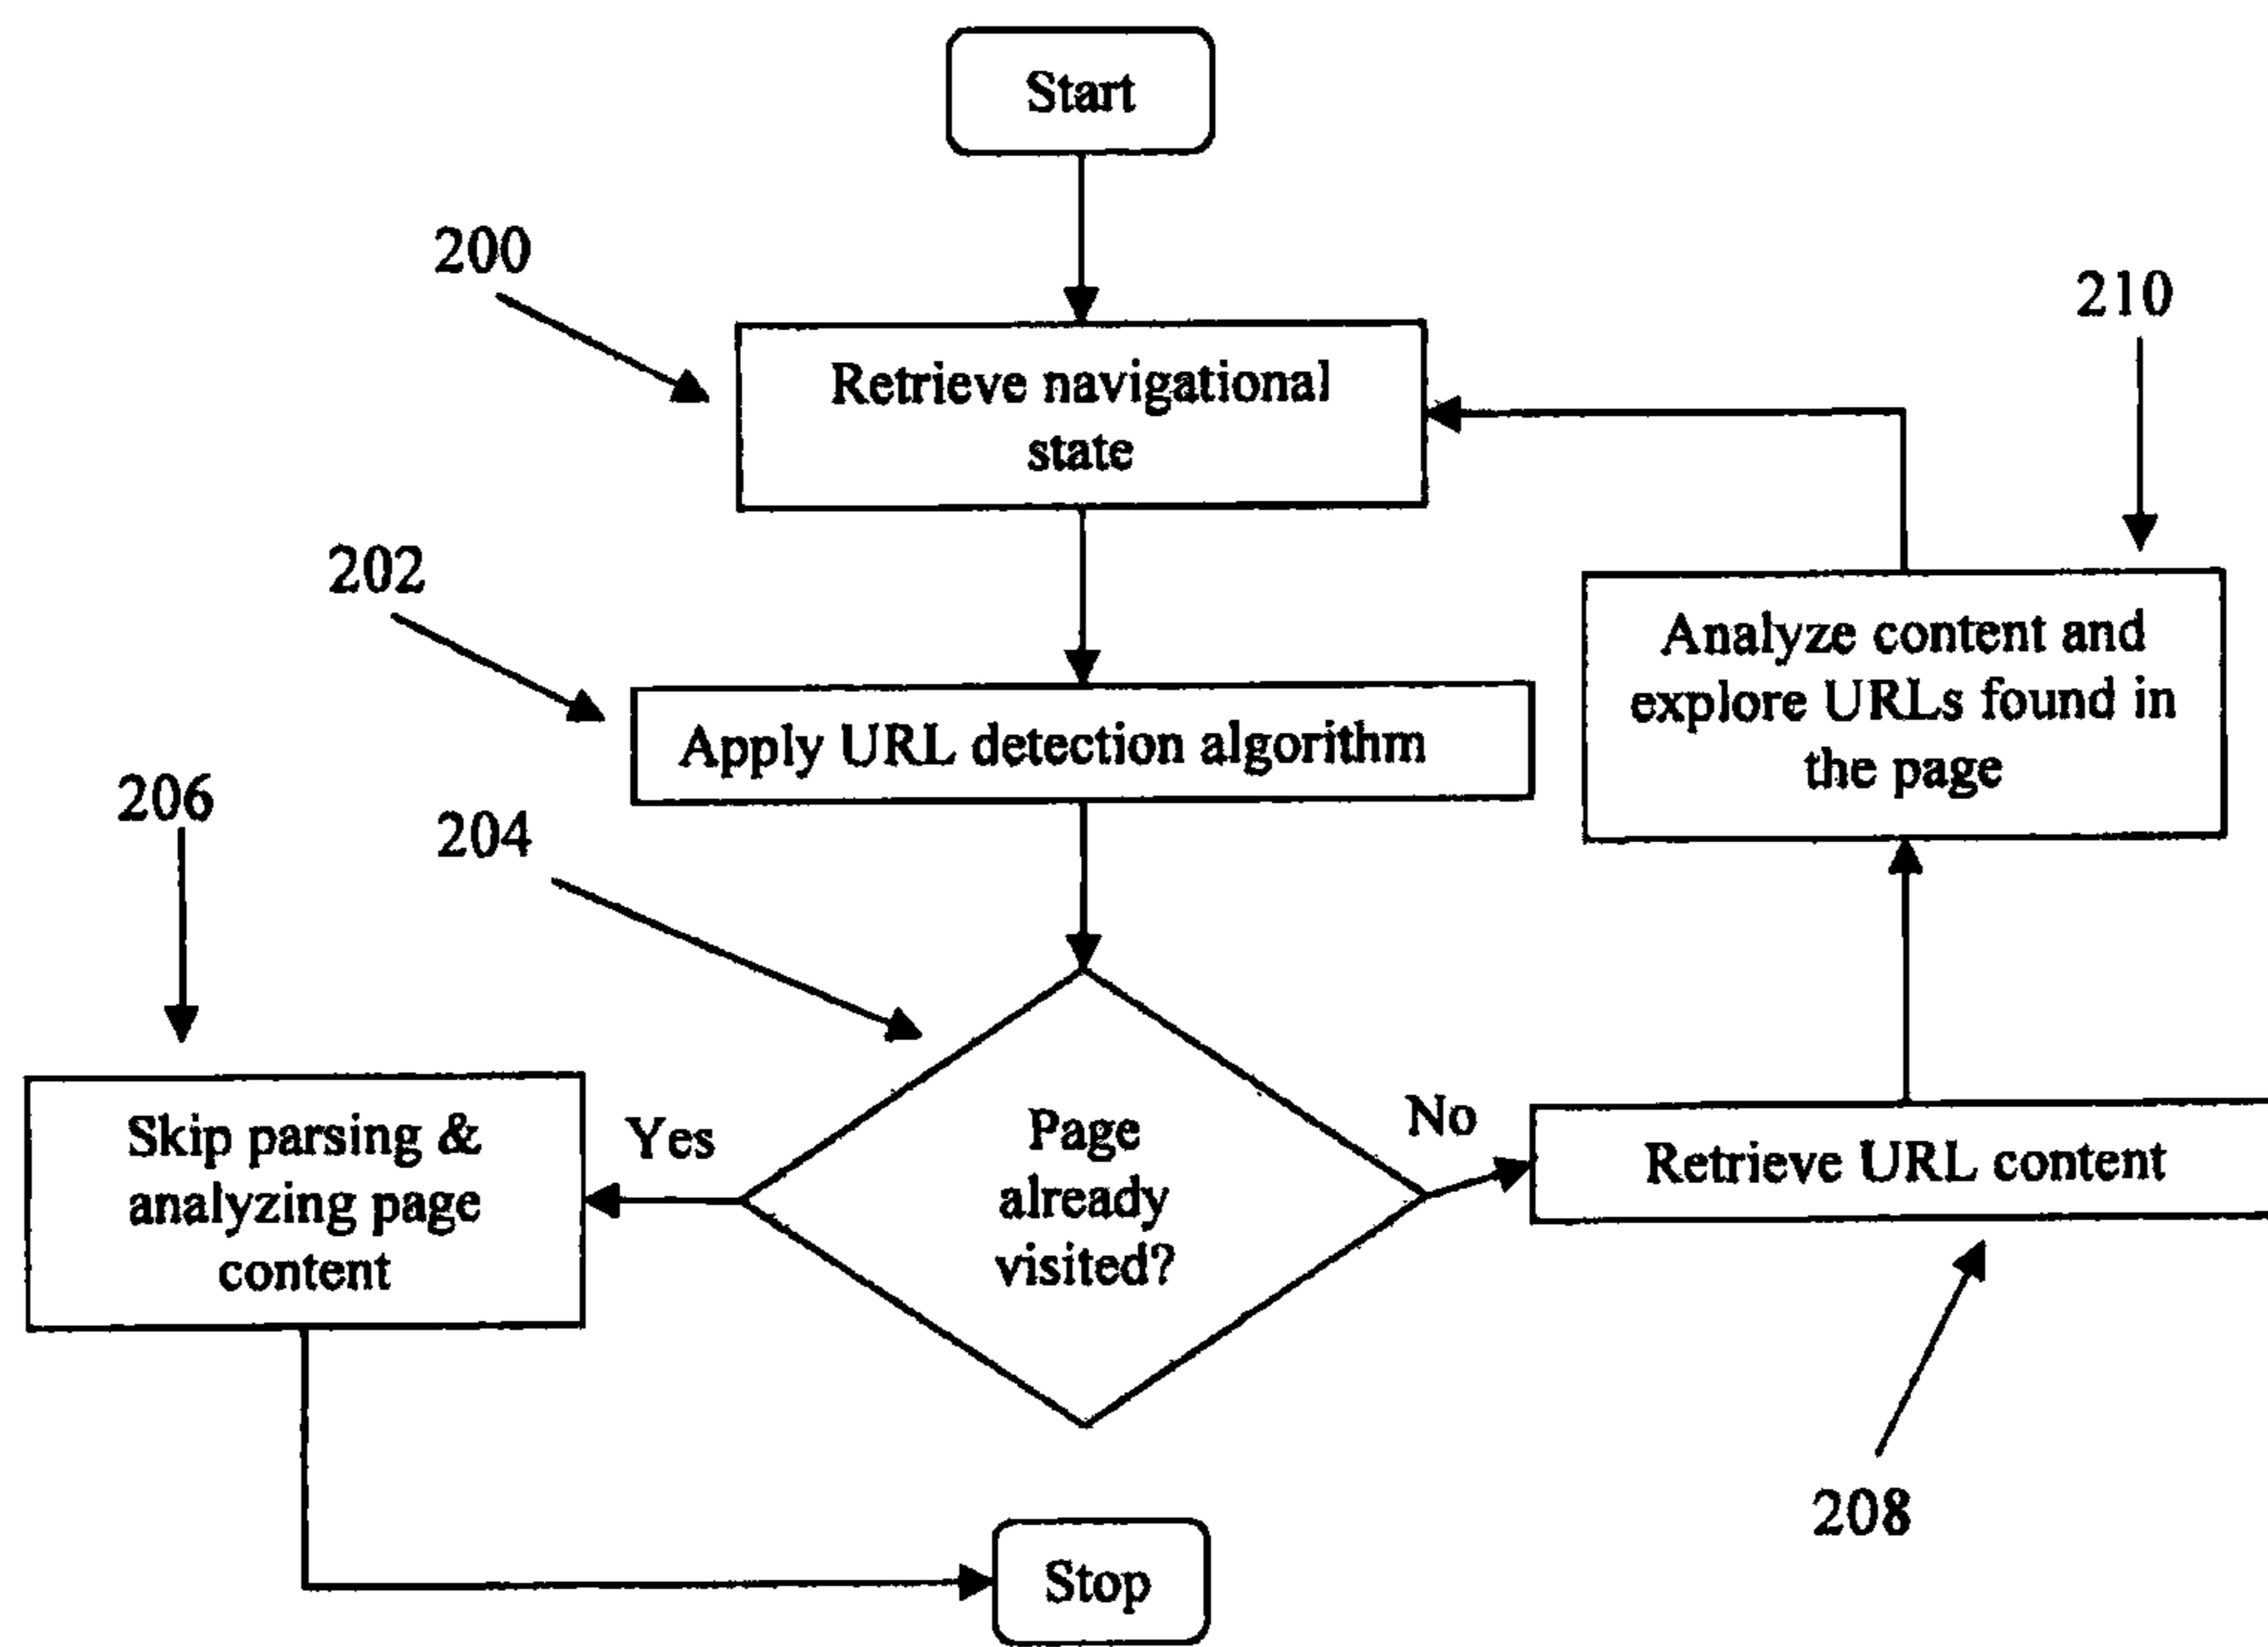 Start
200
Retrieve navigational
state
210
202
Apply URL detection algorithm
Analyze content and
explore URLs found in
the page
206
204
Skip parsing &
analyzing page
content
Yes
Page
already
visited?
No
Retrieve URL content
208
Stop